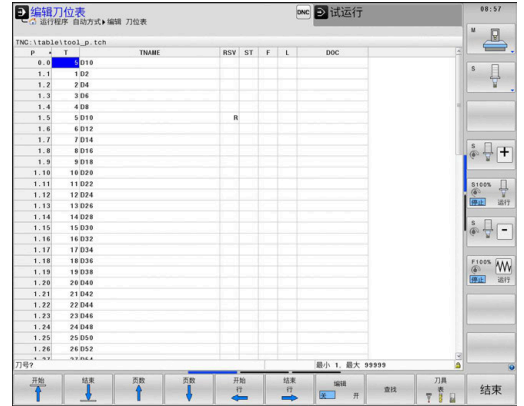 编辑刀位表
运行程序 自动方式▸编辑 刀位表
DNC
试运行
08:57
TNC:\table\tool_p.tch
P T TNAME RSV ST F L DOC
0.0 5 D10
1.1 1 D2
1.2 2 D4
1.3 3 D6
1.4 4 D8
1.5 5 D10 R
1.6 6 D12
1.7 7 D14
1.8 8 D16
1.9 9 D18
1.10 10 D20
1.11 11 D22
1.12 12 D24
1.13 13 D26
1.14 14 D28
1.15 15 D30
1.16 16 D32
1.17 17 D34
1.18 18 D36
1.19 19 D38
1.20 20 D40
1.21 21 D42
1.22 22 D44
1.23 23 D46
1.24 24 D48
1.25 25 D50
1.26 26 D52
1.27 27 D54
刀号?
最小 1, 最大 99999
M
S
S
+
S100%
停止 运行
S
-
F100%
停止 运行
开始
结束
页数
页数
开始
行
结束
行
编辑
关 开
查找
刀具
表
结束